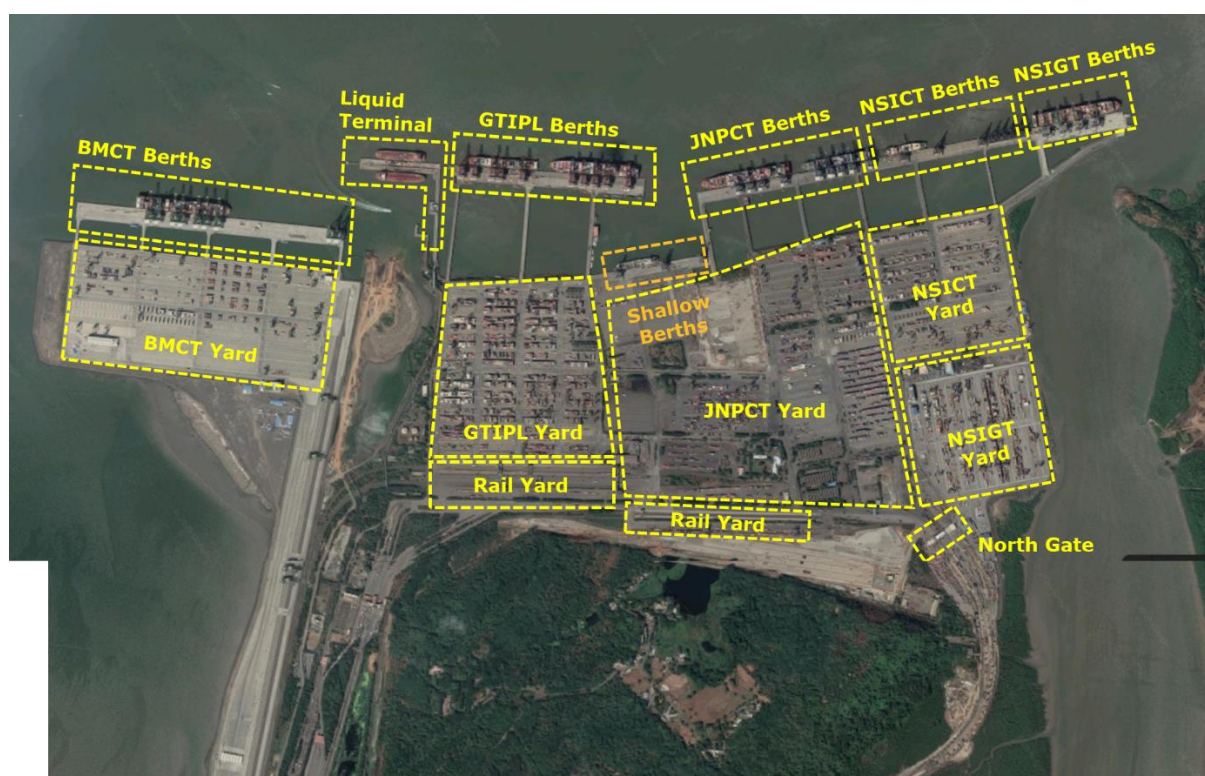 NSIGT Berths
NSICT Berths
Liquid
Terminal
GTIPL Berths
JNPCT Berths
BMCT Berths
NSICT
Yard
Shallow
Berths
BMCT Yard
JNPCT Yard
GTIPL Yard
NSIGT
Yard
Rail Yard
Rail Yard
North Gate